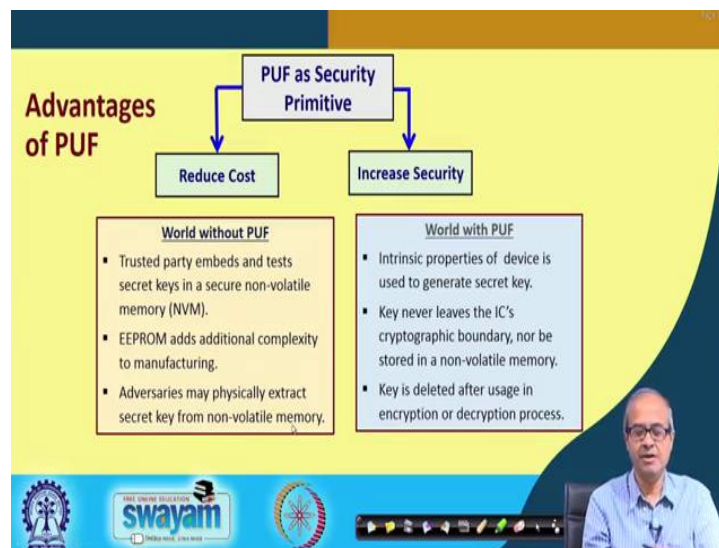 PUF as Security
Primitive
Advantages
of PUF
Reduce Cost
Increase Security
World without PUF
▪ Trusted party embeds and tests
secret keys in a secure non-volatile
memory (NVM).
▪ EEPROM adds additional complexity
to manufacturing.
▪ Adversaries may physically extract
secret key from non-volatile memory.
World with PUF
▪ Intrinsic properties of device is
used to generate secret key.
▪ Key never leaves the IC's
cryptographic boundary, nor be
stored in a non-volatile memory.
▪ Key is deleted after usage in
encryption or decryption process.
FREE ONLINE EDUCATION
swayam